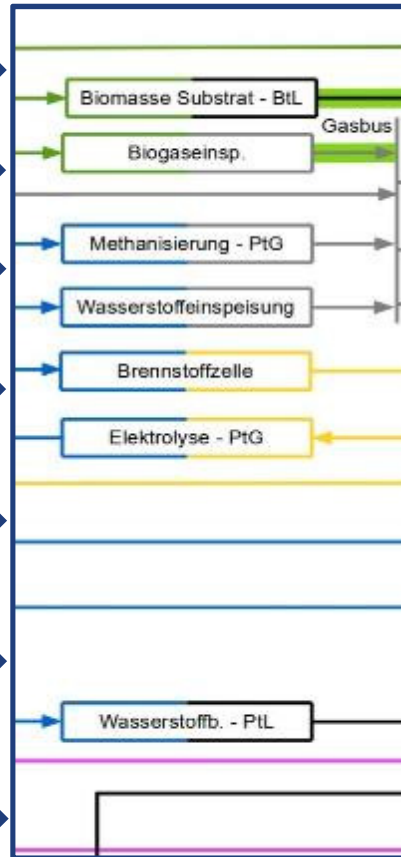 Biomasse Substrat - BtL
Gasbus
Biogaseinsp.
Methanisierung - PtG
Wasserstoffeinspeisung
Brennstoffzelle
Elektrolyse - PtG
Wasserstoffb. - PtL